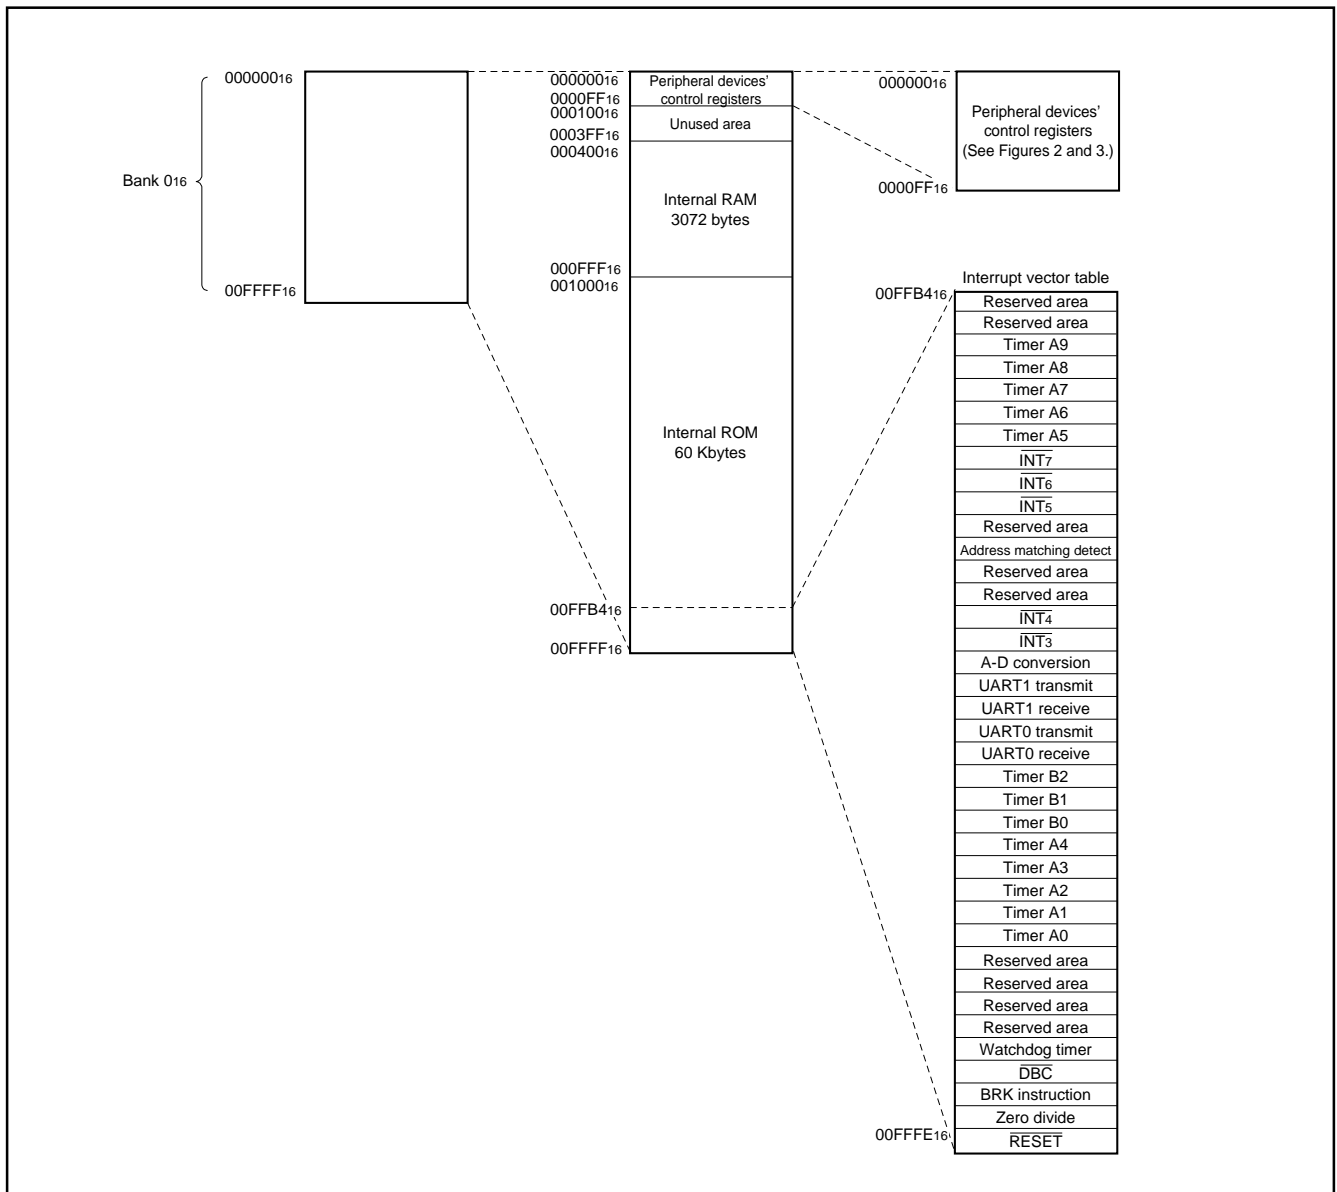 Bank 016
00000016
00FFFF16
00000016
0000FF16
00010016
0003FF16
00040016
000FFF16
00100016
00FFB416
00FFFF16
Peripheral devices'
control registers
Unused area
Internal RAM
3072 bytes
Internal ROM
60 Kbytes
00000016
0000FF16
Peripheral devices'
control registers
(See Figures 2 and 3.)
Interrupt vector table
00FFB416
Reserved area
Reserved area
Timer A9
Timer A8
Timer A7
Timer A6
Timer A5
INT7
INT6
INT5
Reserved area
Address matching detect
Reserved area
Reserved area
INT4
INT3
A-D conversion
UART1 transmit
UART1 receive
UART0 transmit
UART0 receive
Timer B2
Timer B1
Timer B0
Timer A4
Timer A3
Timer A2
Timer A1
Timer A0
Reserved area
Reserved area
Reserved area
Reserved area
Watchdog timer
DBC
BRK instruction
Zero divide
00FFFE16
RESET